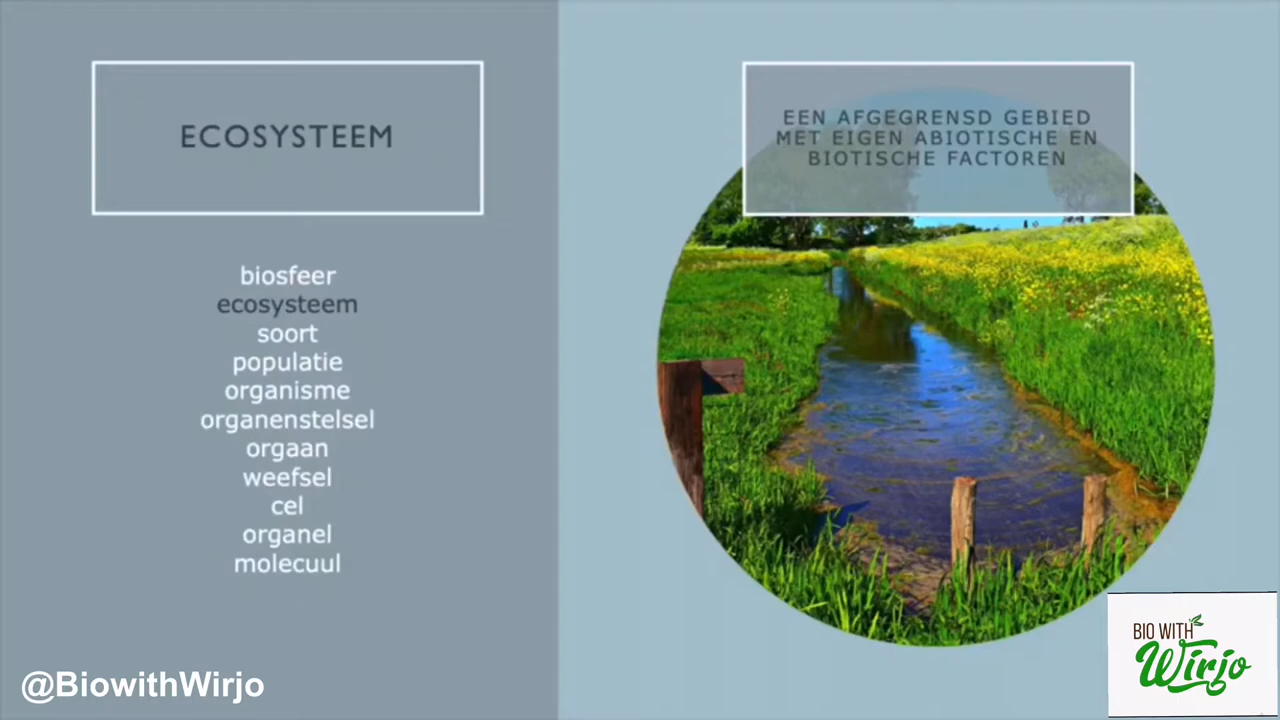 ECOSYSTEEM
biosfeer
ecosysteem
soort
populatie
organisme
organenstelsel
orgaan
weefsel
cel
organel
molecuul
@BiowithWirjo
EEN AFGEGRENSD GEBIED
MET EIGEN ABIOTISCHE EN
BIOTISCHE FACTOREN
BIO WITH
Wirjo